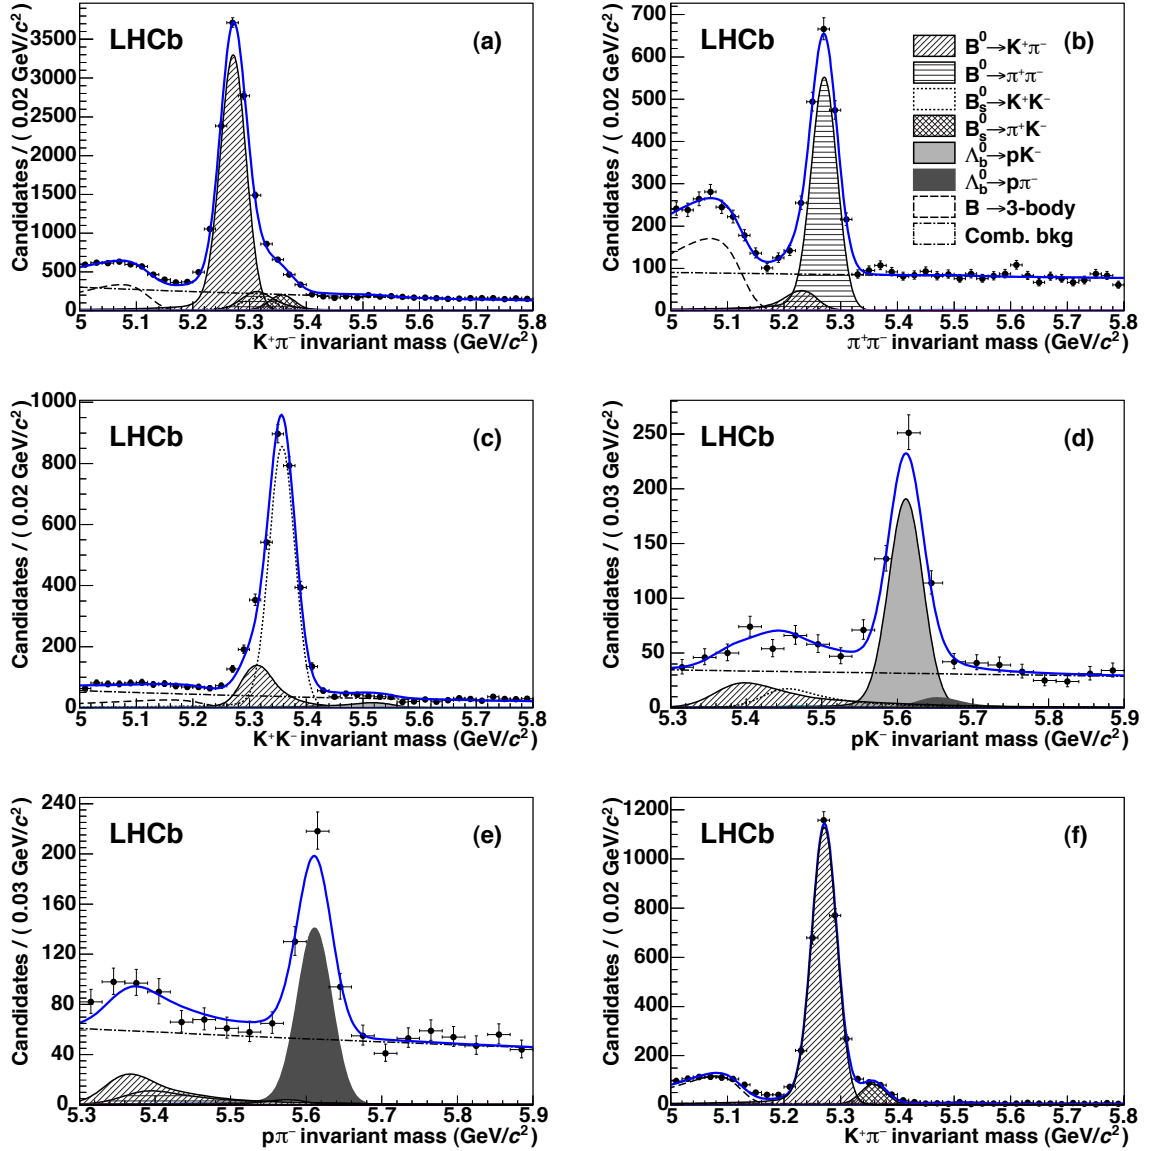 LHCb (a)
Candidates / ( 0.02 GeV/c²)
3500
3000
2500
2000
1500
1000
500
0
5 5.1 5.2 5.3 5.4 5.5 5.6 5.7 5.8
K⁺π⁻ invariant mass (GeV/c²)
LHCb (b)
Candidates / ( 0.02 GeV/c²)
700
600
500
400
300
200
100
0
B⁰→K⁺π⁻
B⁰→π⁺π⁻
B⁰ₛ→K⁺K⁻
B⁰ₛ→π⁺K⁻
Λ⁰_b→pK⁻
Λ⁰_b→pπ⁻
B →3-body
Comb. bkg
5 5.1 5.2 5.3 5.4 5.5 5.6 5.7 5.8
π⁺π⁻ invariant mass (GeV/c²)
LHCb (c)
Candidates / ( 0.02 GeV/c²)
1000
800
600
400
200
0
5 5.1 5.2 5.3 5.4 5.5 5.6 5.7 5.8
K⁺K⁻ invariant mass (GeV/c²)
LHCb (d)
Candidates / ( 0.03 GeV/c²)
250
200
150
100
50
0
5.3 5.4 5.5 5.6 5.7 5.8 5.9
pK⁻ invariant mass (GeV/c²)
LHCb (e)
Candidates / ( 0.03 GeV/c²)
240
200
160
120
80
40
0
5.3 5.4 5.5 5.6 5.7 5.8 5.9
pπ⁻ invariant mass (GeV/c²)
LHCb (f)
Candidates / ( 0.02 GeV/c²)
1200
1000
800
600
400
200
0
5 5.1 5.2 5.3 5.4 5.5 5.6 5.7 5.8
K⁺π⁻ invariant mass (GeV/c²)